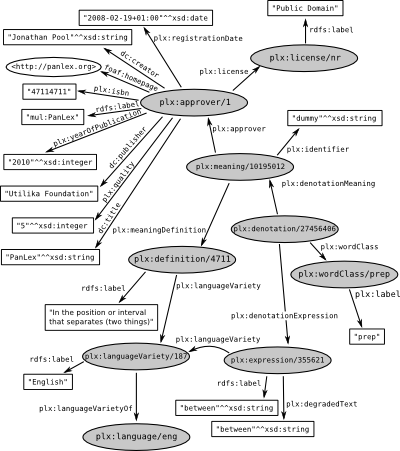 "Public Domain"
"2008-02-19+01:00"^^xsd:date
rdfs:label
"Jonathan Pool"^^xsd:string
plx:registrationDate
dc:creator
plx:license/nr
<http://panlex.org>
foaf:homepage
plx:license
"47114711"
plx:isbn
plx:approver/1
"mul:PanLex"
rdfs:label
plx:yearOfPublication
"dummy"^^xsd:string
plx:approver
plx:identifier
"2010"^^xsd:integer
dc:publisher
plx:meaning/10195012
plx:quality
plx:denotationMeaning
"Utilika Foundation"
dc:title
"5"^^xsd:integer
plx:meaningDefinition
plx:denotation/27456406
plx:wordClass
"PanLex"^^xsd:string
plx:definition/4711
plx:wordClass/prep
rdfs:label
plx:languageVariety
plx:label
"In the position or interval
that separates (two things)"
plx:denotationExpression
"prep"
plx:languageVariety
rdfs:label
plx:languageVariety/187
plx:expression/355621
"English"
rdfs:label
plx:languageVarietyOf
"between"^^xsd:string
plx:degradedText
"between"^^xsd:string
plx:language/eng